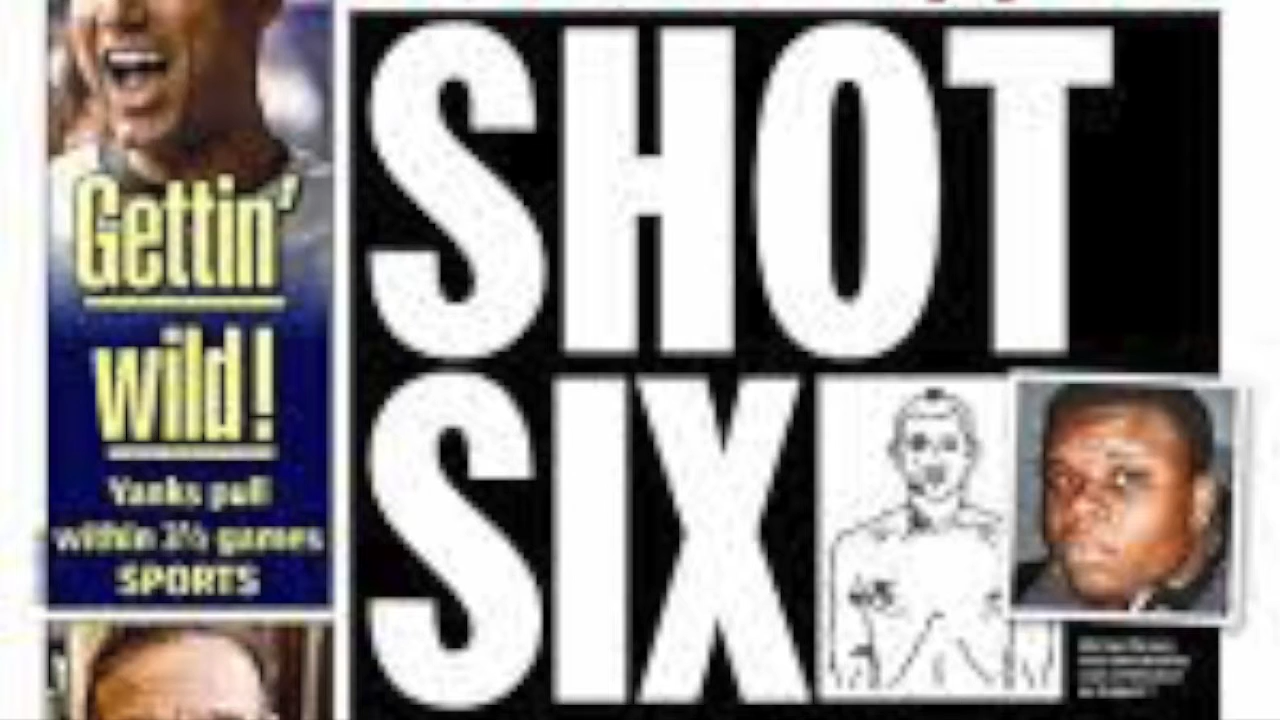 Gettin'
wild!
Yanks pull
within 3½ games
SPORTS
SHOT
SIX